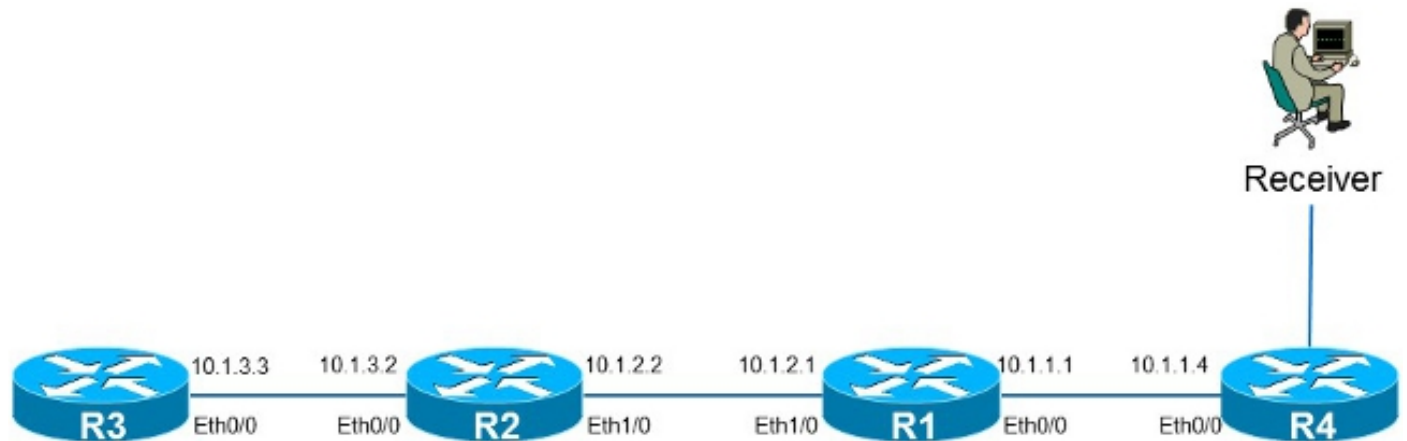 Receiver
10.1.3.3 10.1.3.2 10.1.2.2 10.1.2.1 10.1.1.1 10.1.1.4
R3 Eth0/0 Eth0/0 R2 Eth1/0 Eth1/0 R1 Eth0/0 Eth0/0 R4